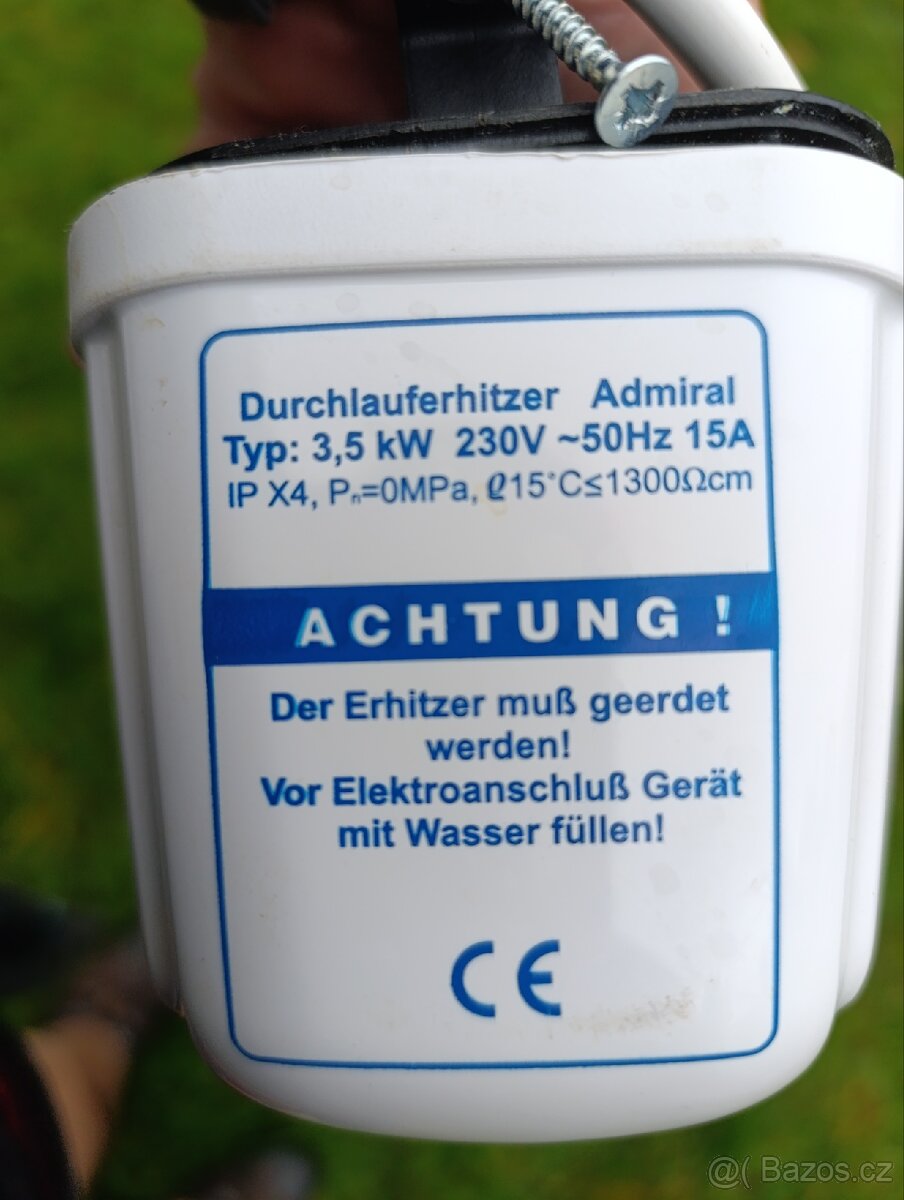 Durchlauferhitzer Admiral
Typ: 3,5 kW 230V ~50Hz 15A
IP X4, Pₙ=0MPa, ϱ15°C≤1300Ωcm
ACHTUNG !
Der Erhitzer muß geerdet
werden!
Vor Elektroanschluß Gerät
mit Wasser füllen!
CE
@( Bazos.cz